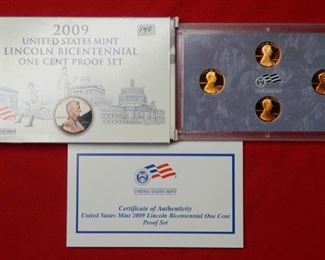 2009
UNITED STATES MINT
LINCOLN BICENTENNIAL
ONE CENT PROOF SET
140
UNITED STATES MINT
Certificate of Authenticity
United States Mint 2009 Lincoln Bicentennial One Cent
Proof Set